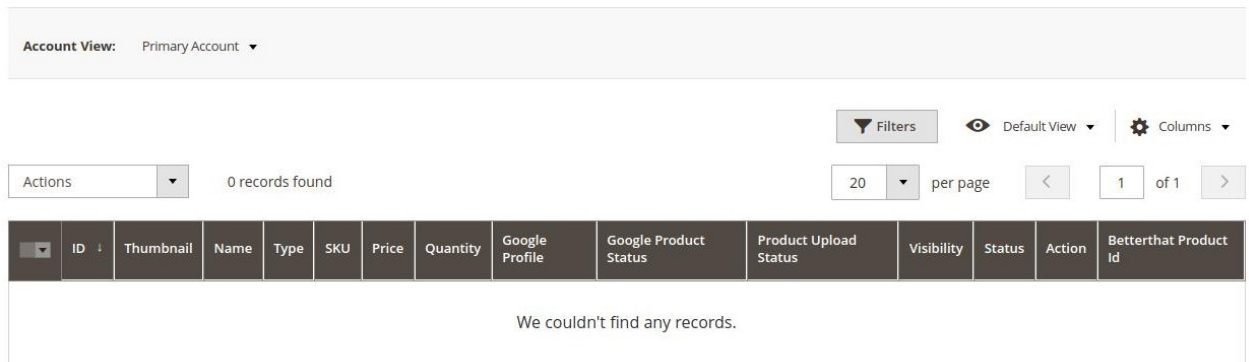 Account View: Primary Account
Filters Default View Columns
Actions 0 records found 20 per page 1 of 1
ID ↓ Thumbnail Name Type SKU Price Quantity Google Profile Google Product Status Product Upload Status Visibility Status Action Betterthat Product Id
We couldn't find any records.